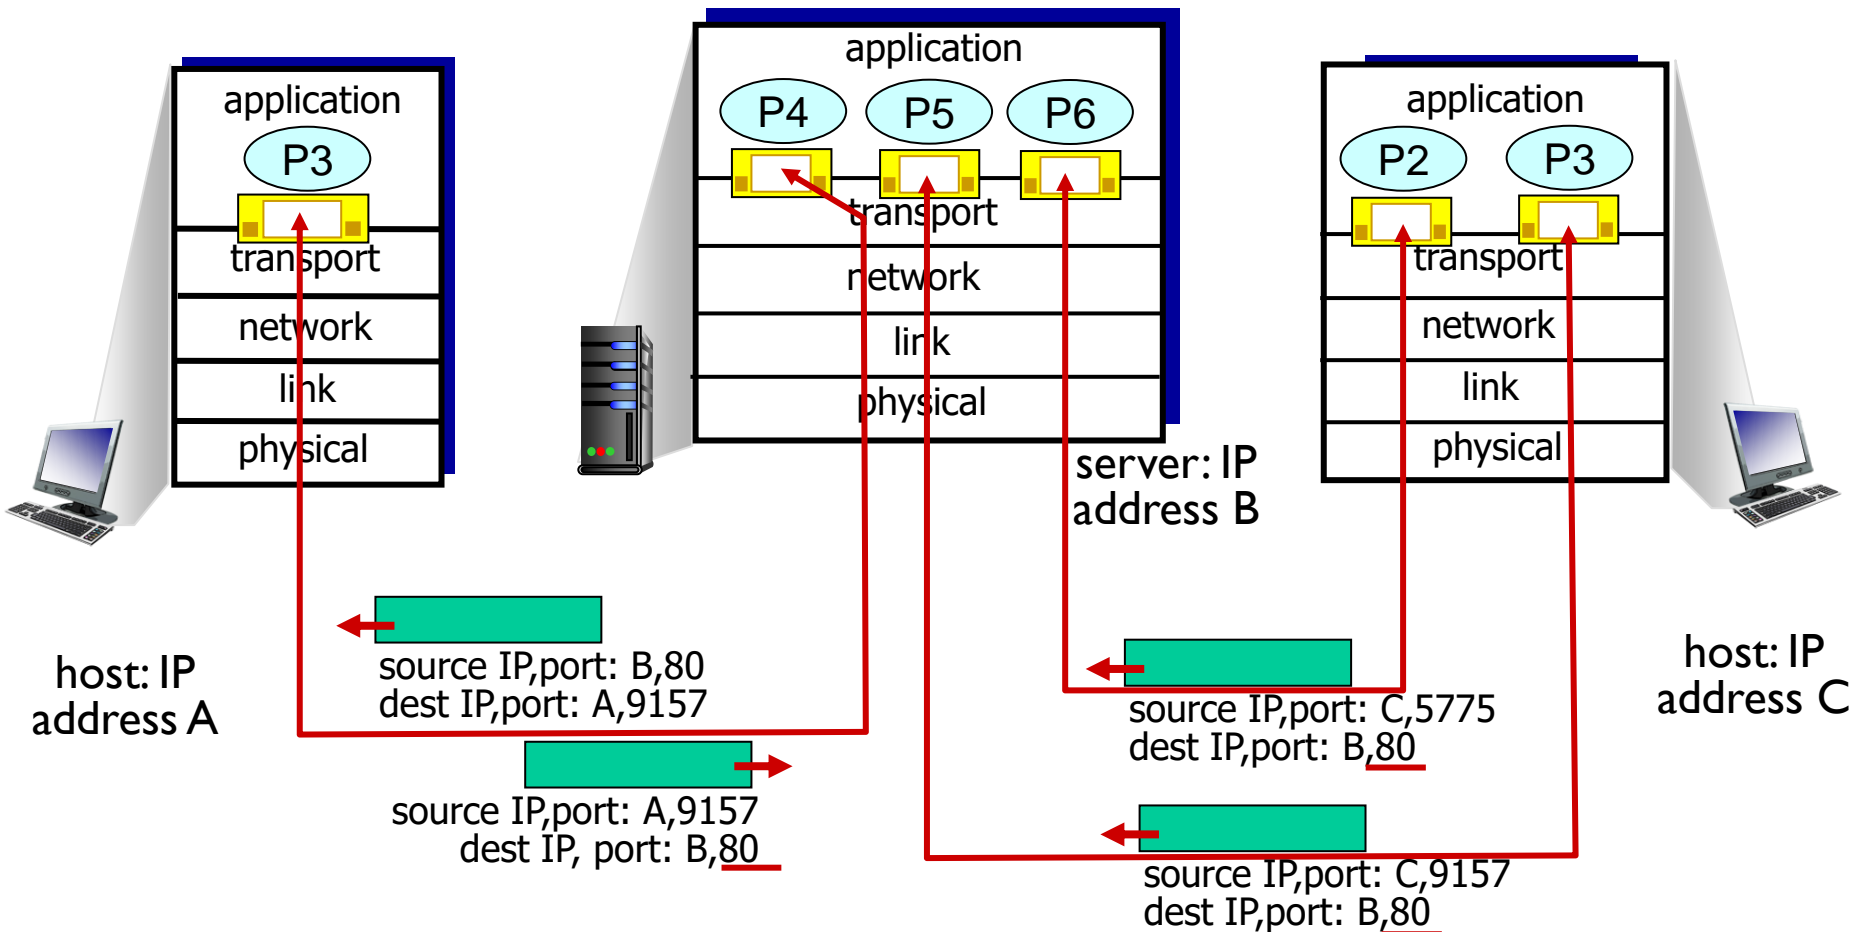 application
P3
transport
network
link
physical
host: IP
address A
application
P4
P5
P6
transport
network
link
physical
server: IP
address B
application
P2
P3
transport
network
link
physical
host: IP
address C
source IP,port: B,80
dest IP,port: A,9157
source IP,port: A,9157
dest IP, port: B,80
source IP,port: C,5775
dest IP,port: B,80
source IP,port: C,9157
dest IP,port: B,80